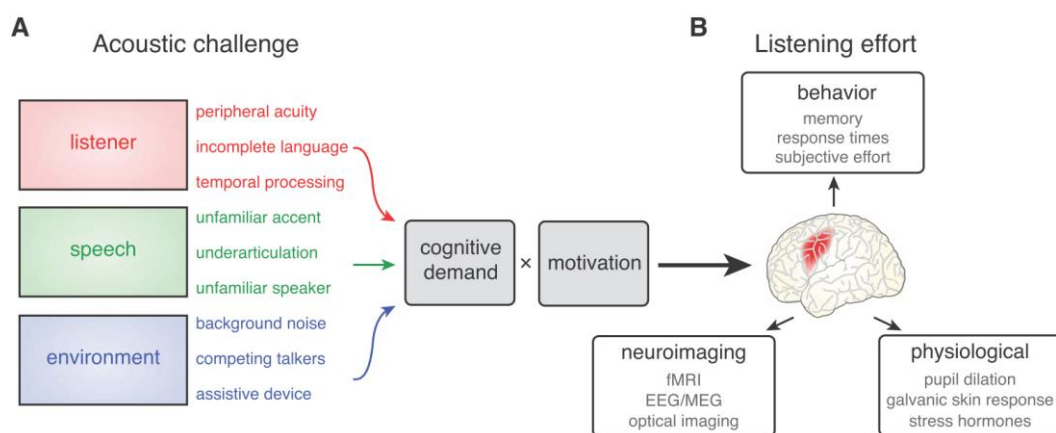 A
Acoustic challenge
listener
peripheral acuity
incomplete language
temporal processing
speech
unfamiliar accent
underarticulation
unfamiliar speaker
environment
background noise
competing talkers
assistive device
cognitive
demand
×
motivation
B
Listening effort
behavior
memory
response times
subjective effort
neuroimaging
fMRI
EEG/MEG
optical imaging
physiological
pupil dilation
galvanic skin response
stress hormones